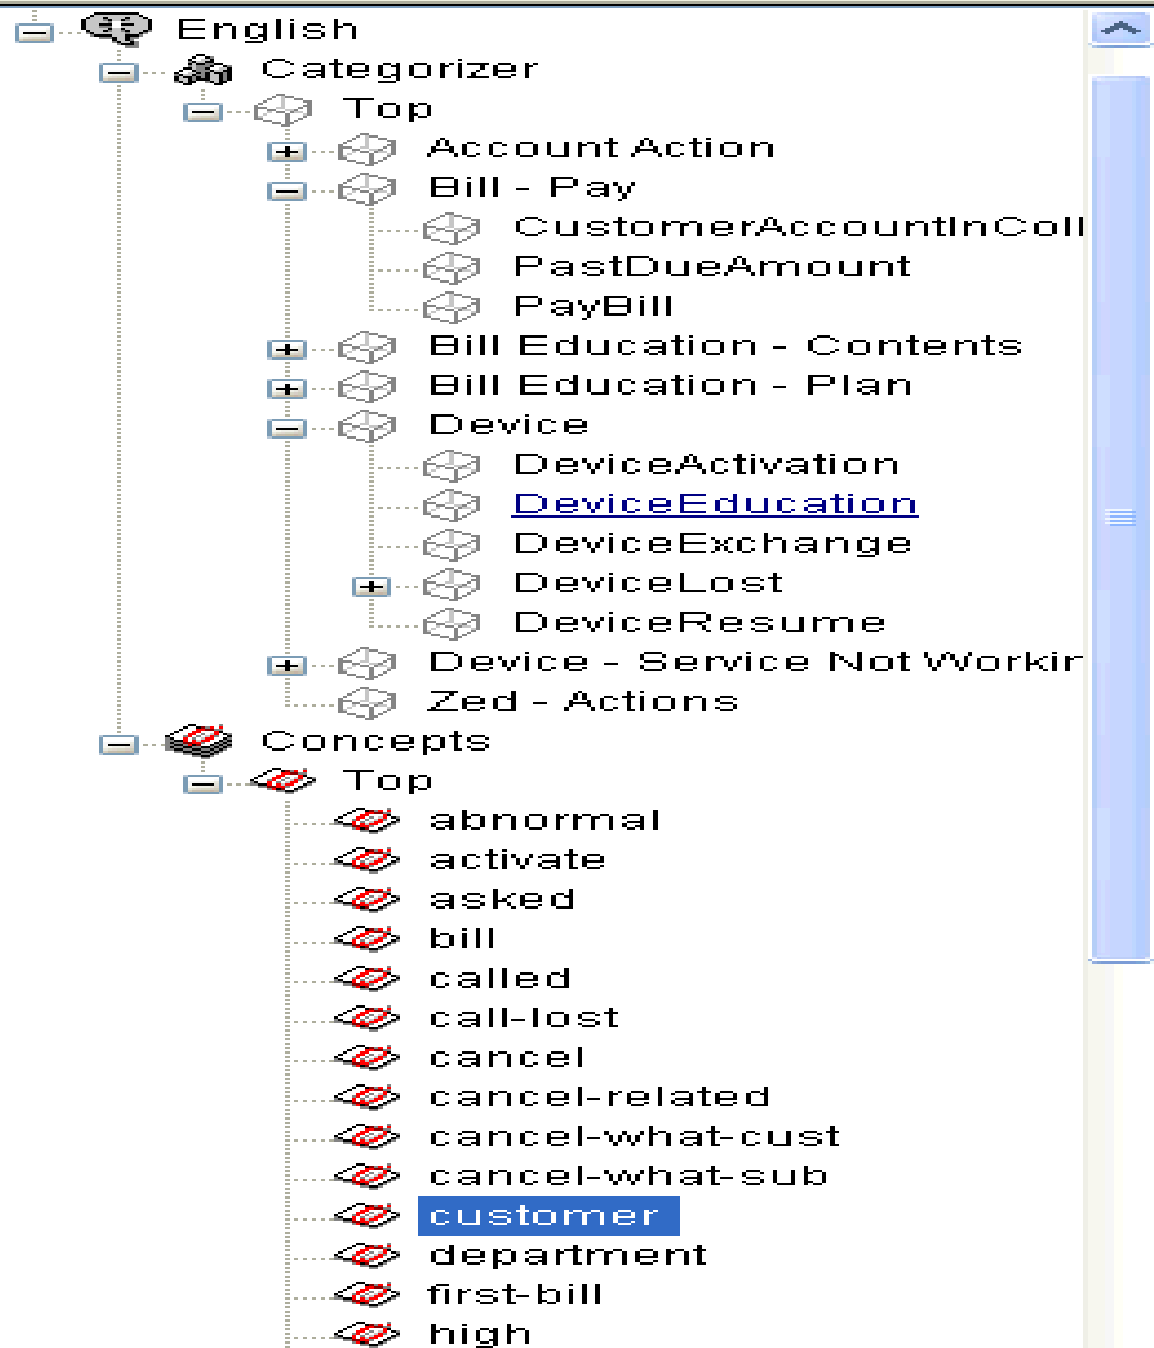 English
Categorizer
Top
Account Action
Bill - Pay
CustomerAccountInColl
PastDueAmount
PayBill
Bill Education - Contents
Bill Education - Plan
Device
DeviceActivation
DeviceEducation
DeviceExchange
DeviceLost
DeviceResume
Device - Service Not Workin
Zed - Actions
Concepts
Top
abnormal
activate
asked
bill
called
call-lost
cancel
cancel-related
cancel-what-cust
cancel-what-sub
customer
department
first-bill
high